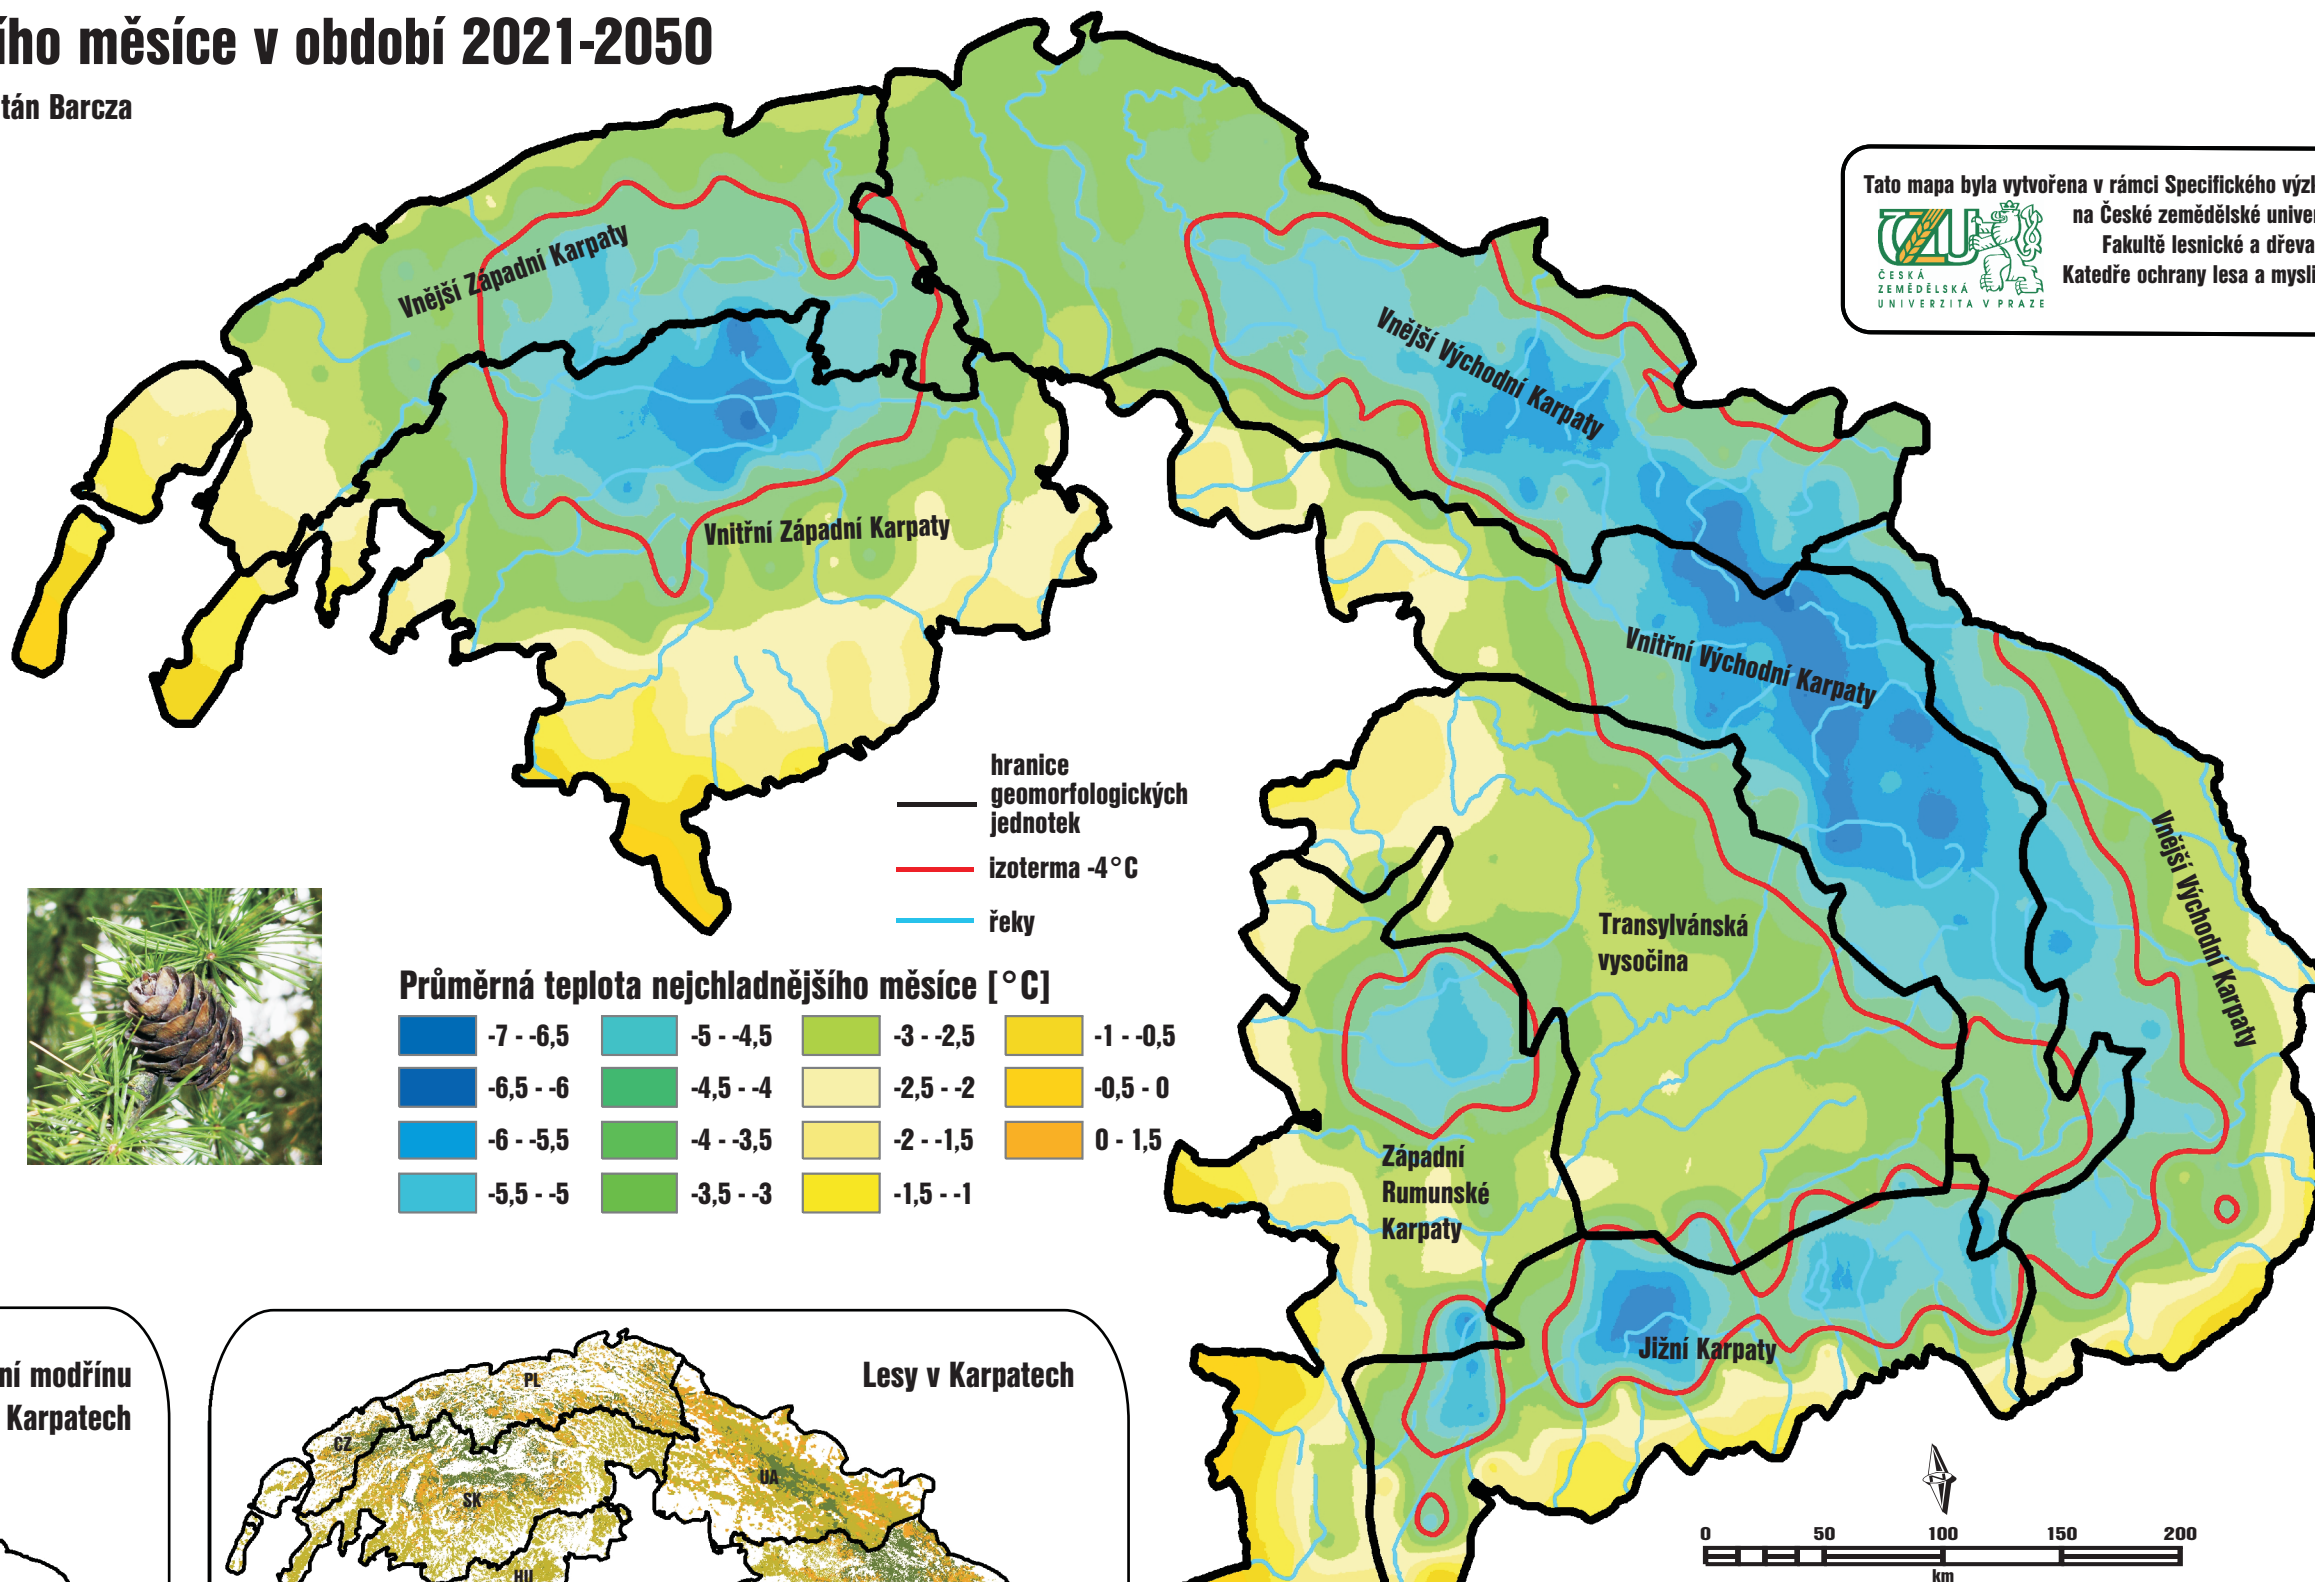 ího měsíce v období 2021-2050
tán Barcza
Tato mapa byla vytvořena v rámci Specifického
na České zemědělské
Fakultě lesnické a
Katedře ochrany lesa a
ČZU
ČESKÁ
ZEMĚDĚLSKÁ
UNIVERZITA V PRAZE
Vnější Západní Karpaty
Vnější Východní Karpaty
Vnitřní Západní Karpaty
Vnitřní Východní Karpaty
Vnější Východní Karpaty
Transylvánská
vysočina
Západní
Rumunské
Karpaty
Jižní Karpaty
hranice
geomorfologických
jednotek
izoterma -4°C
řeky
Průměrná teplota nejchladnějšího měsíce [°C]
-7 - -6,5
-6,5 - -6
-6 - -5,5
-5,5 - -5
-5 - -4,5
-4,5 - -4
-4 - -3,5
-3,5 - -3
-3 - -2,5
-2,5 - -2
-2 - -1,5
-1,5 - -1
-1 - -0,5
-0,5 - 0
0 - 1,5
ní modřínu
Karpatech
Lesy v Karpatech
PL
CZ
SK
UA
HU
N
0 50 100 150 200
km